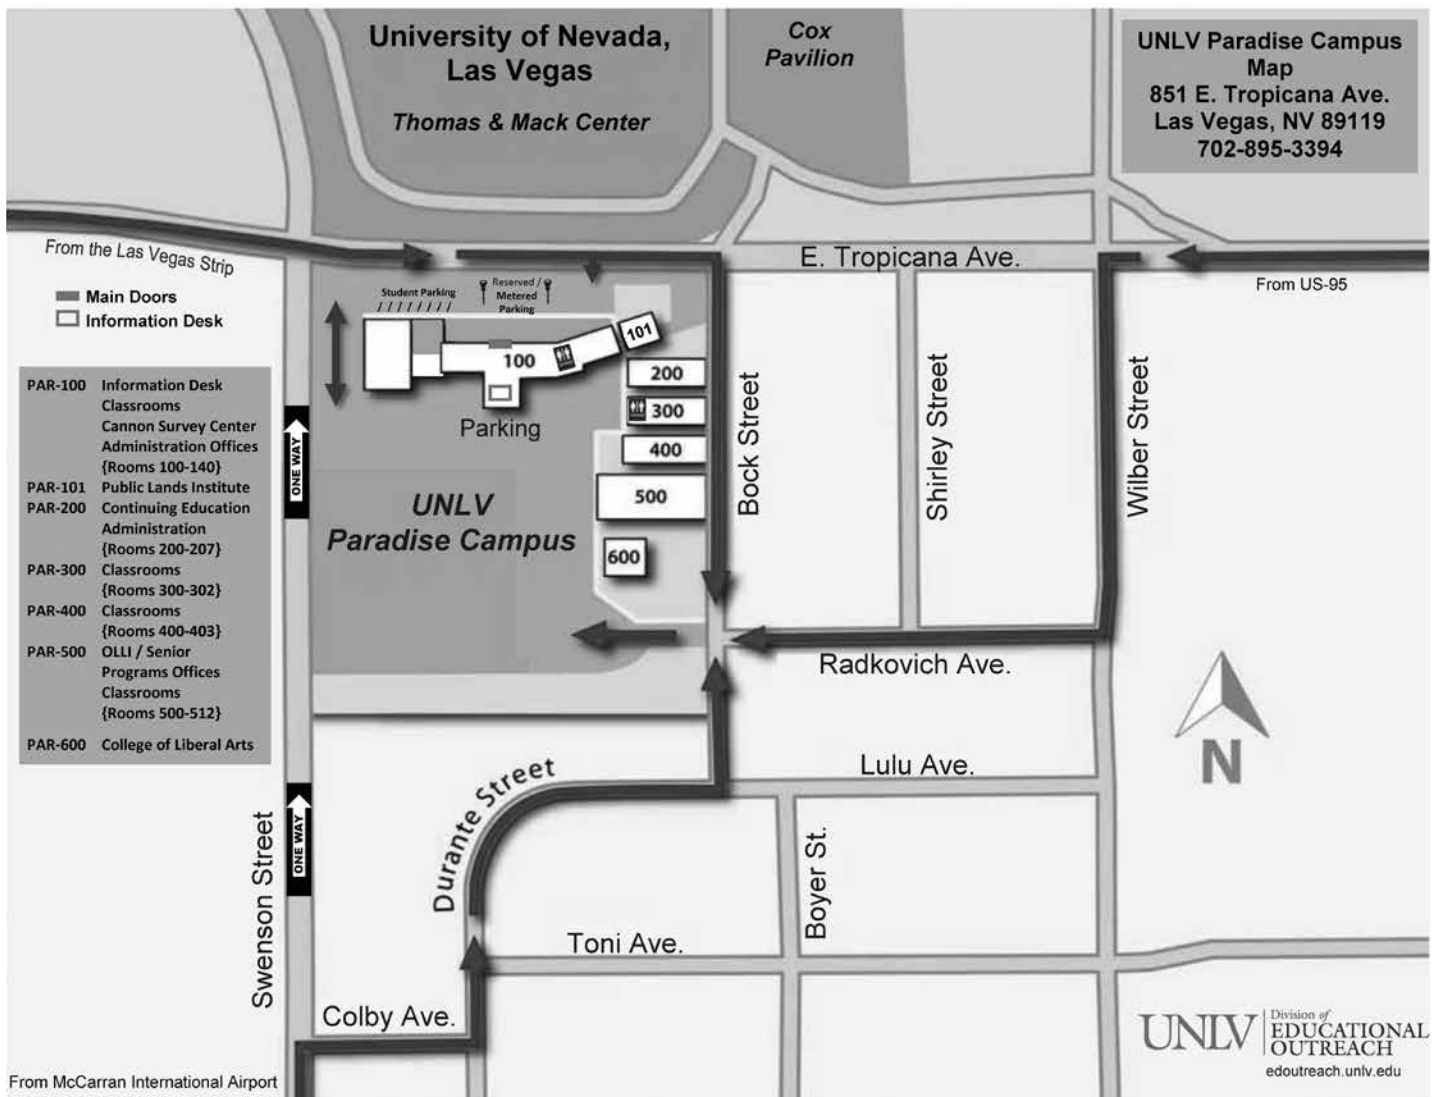 University of Nevada,
Las Vegas
Thomas & Mack Center
Cox
Pavilion
UNLV Paradise Campus
Map
851 E. Tropicana Ave.
Las Vegas, NV 89119
702-895-3394
From the Las Vegas Strip
E. Tropicana Ave.
From US-95
Main Doors
Information Desk
Student Parking
Reserved /
Metered
Parking
100
101
200
300
400
500
600
Parking
UNLV
Paradise Campus
PAR-100 Information Desk
Classrooms
Cannon Survey Center
Administration Offices
{Rooms 100-140}
PAR-101 Public Lands Institute
PAR-200 Continuing Education
Administration
{Rooms 200-207}
PAR-300 Classrooms
{Rooms 300-302}
PAR-400 Classrooms
{Rooms 400-403}
PAR-500 OLLI / Senior
Programs Offices
Classrooms
{Rooms 500-512}
PAR-600 College of Liberal Arts
ONE WAY
ONE WAY
Bock Street
Shirley Street
Wilber Street
Radkovich Ave.
N
Lulu Ave.
Durante Street
Boyer St.
Swenson Street
Toni Ave.
Colby Ave.
From McCarran International Airport
UNLV
Division of
EDUCATIONAL
OUTREACH
edoutreach.unlv.edu